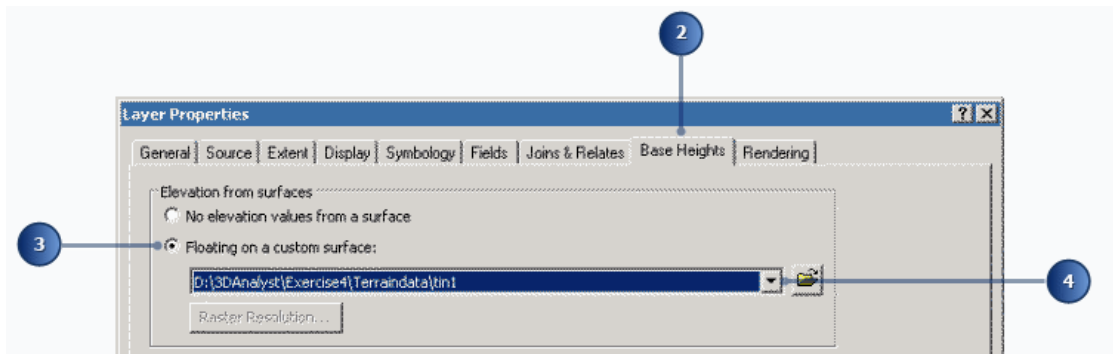 2
Layer Properties
General Source Extent Display Symbology Fields Joins & Relates Base Heights Rendering
Elevation from surfaces
No elevation values from a surface
3
Floating on a custom surface:
D:\3DAnalyst\Exercise4\Terraindata\tin1
4
Raster Resolution...